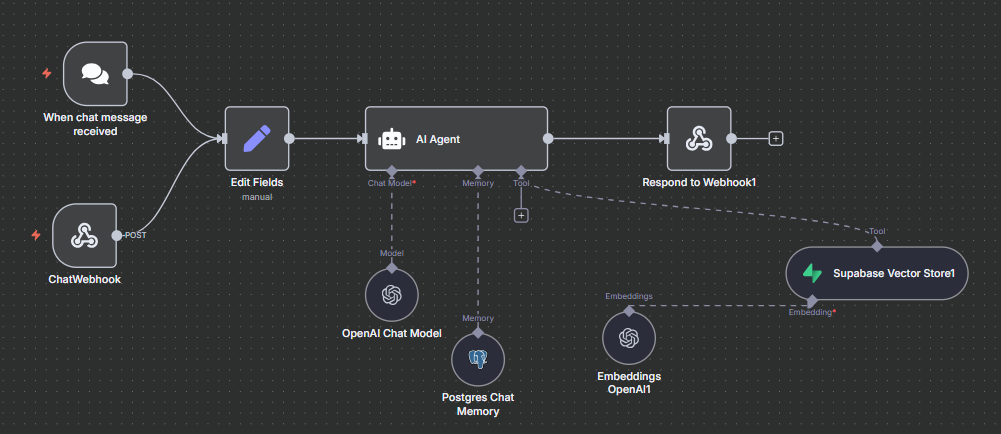 When chat message
received
Edit Fields
manual
AI Agent
Chat Model*
Memory
Tool
Respond to Webhook1
POST
ChatWebhook
Model
OpenAI Chat Model
Memory
Postgres Chat
Memory
Embeddings
Embeddings
OpenAI1
Tool
Supabase Vector Store1
Embedding*